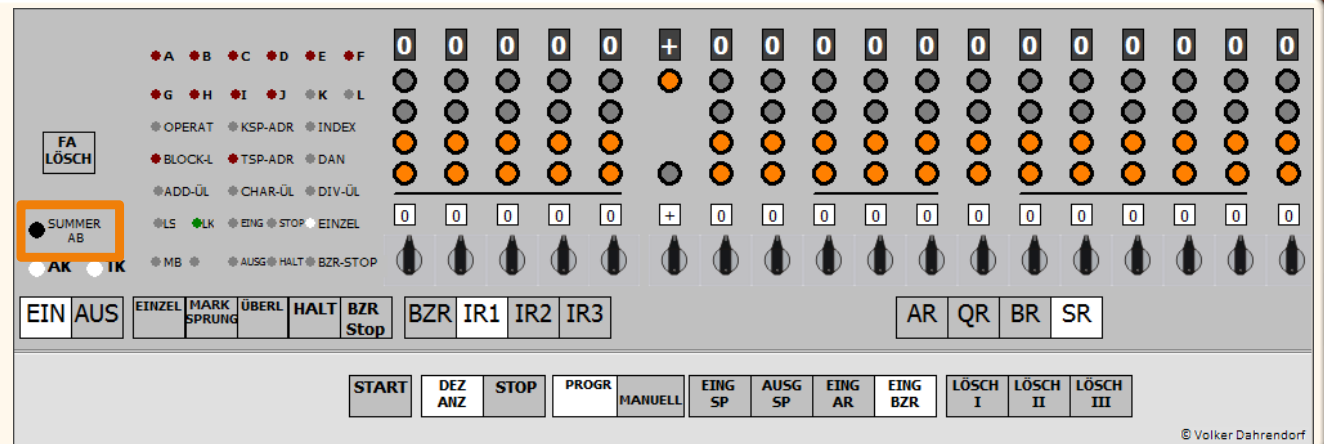 0 0 0 0 0 + 0 0 0 0 0 0 0 0 0 0 0 0
A B C D E F
G H I J K L
OPERAT KSP-ADR INDEX
FA
LÖSCH
BLOCK-L TSP-ADR DAN
ADD-ÜL CHAR-ÜL DIV-ÜL
0 0 0 0 0 + 0 0 0 0 0 0 0 0 0 0 0 0
SUMMER
AB
LS LK EING STOP EINZEL
AK TK MB AUSG HALT BZR-STOP
EIN AUS
EINZEL
MARK
SPRUNG
ÜBERL
HALT
BZR
Stop
BZR IR1 IR2 IR3
AR QR BR SR
START
DEZ
ANZ
STOP
PROGR
MANUELL
EING
SP
AUSG
SP
EING
AR
EING
BZR
LÖSCH
I
LÖSCH
II
LÖSCH
III
© Volker Dahrendorf